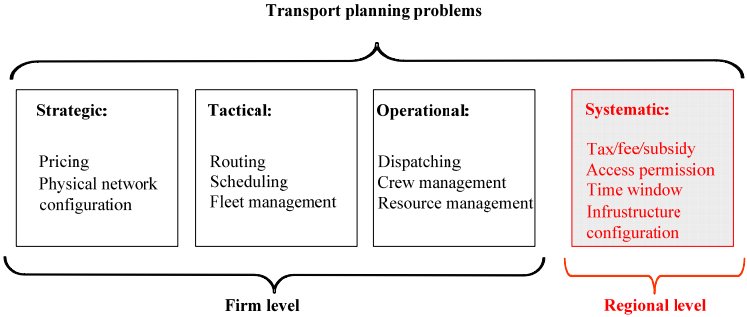 Transport planning problems
Strategic:
Pricing
Physical network
configuration
Tactical:
Routing
Scheduling
Fleet management
Operational:
Dispatching
Crew management
Resource management
Systematic:
Tax/fee/subsidy
Access permission
Time window
Infrustructure
configuration
Firm level
Regional level